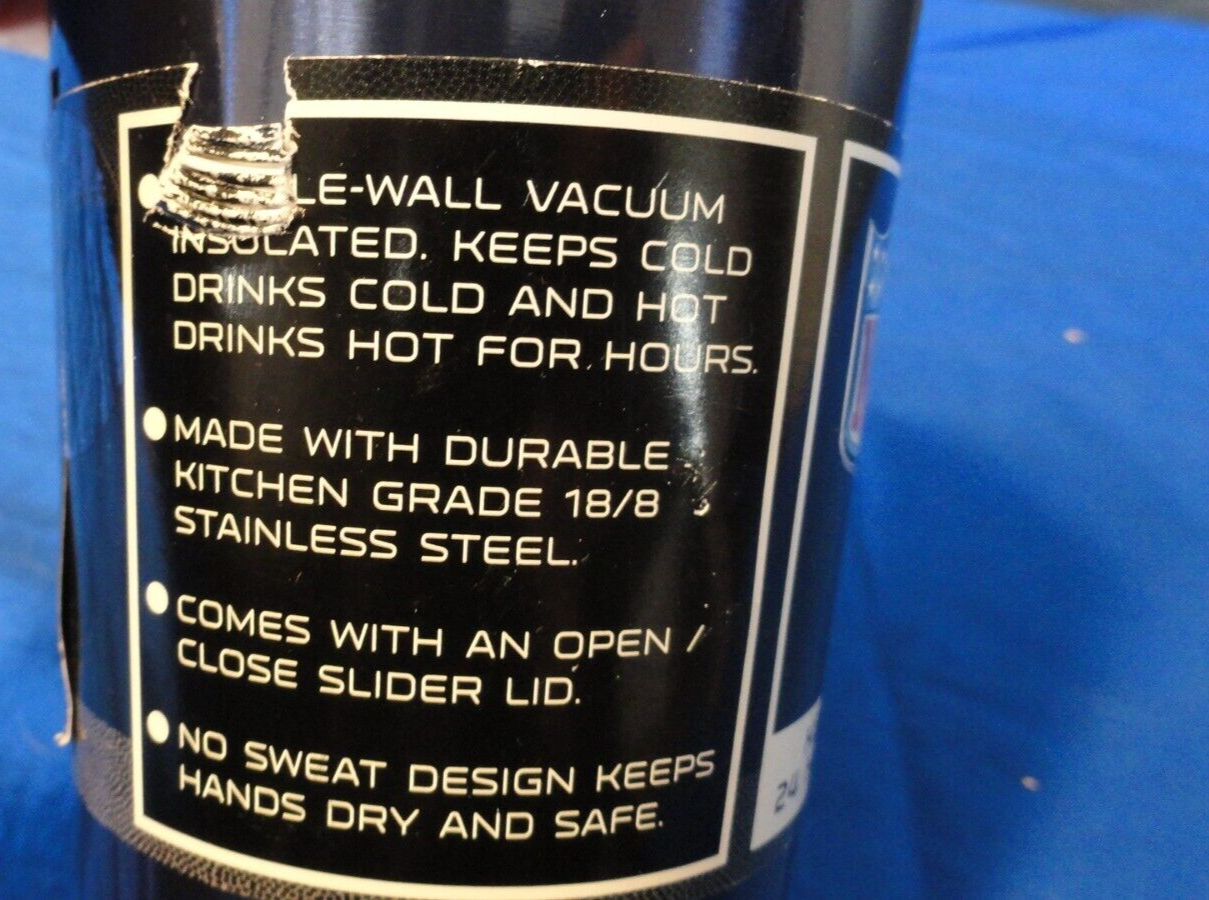 LE-WALL VACUUM
INSULATED. KEEPS COLD
DRINKS COLD AND HOT
DRINKS HOT FOR HOURS.
MADE WITH DURABLE
KITCHEN GRADE 18/8
STAINLESS STEEL.
COMES WITH AN OPEN /
CLOSE SLIDER LID.
NO SWEAT DESIGN KEEPS
HANDS DRY AND SAFE.
24